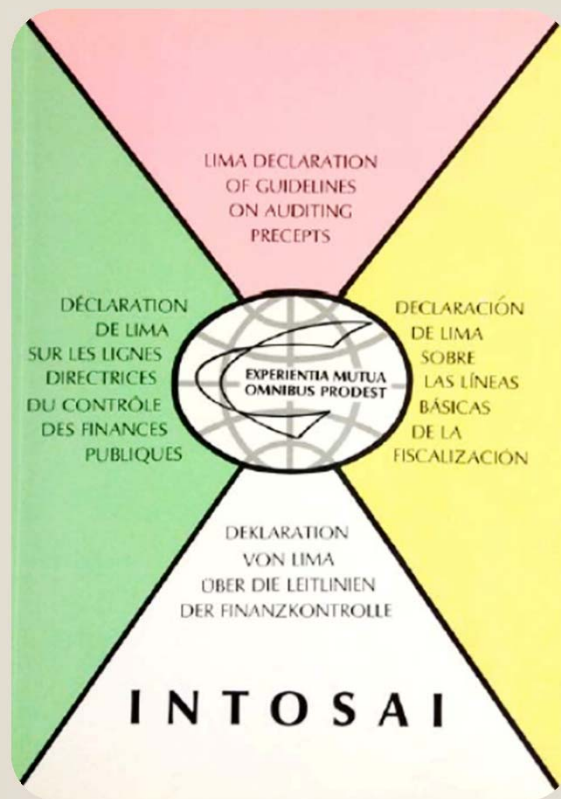 LIMA DECLARATION
OF GUIDELINES
ON AUDITING
PRECEPTS
DÉCLARATION
DE LIMA
SUR LES LIGNES
DIRECTRICES
DU CONTRÔLE
DES FINANCES
PUBLIQUES
EXPERIENTIA MUTUA
OMNIBUS PRODEST
DECLARACIÓN
DE LIMA
SOBRE
LAS LÍNEAS
BÁSICAS
DE LA
FISCALIZACIÓN
DEKLARATION
VON LIMA
ÜBER DIE LEITLINIEN
DER FINANZKONTROLLE
INTOSAI